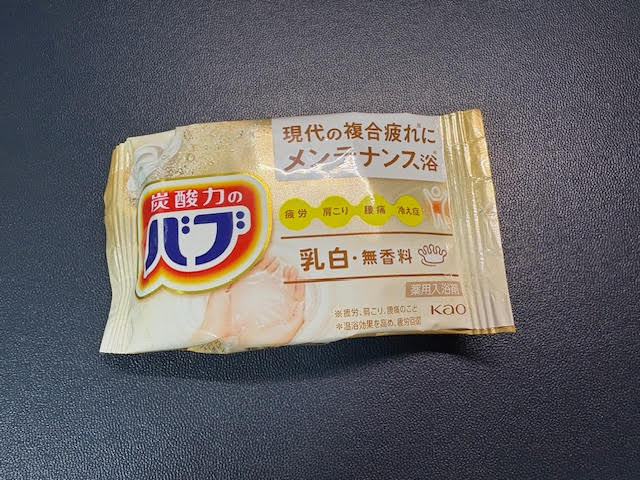 現代の複合疲れに※
メンテナンス浴*
炭酸力の
バブ
疲労 肩こり 腰痛 冷え症
乳白・無香料
薬用入浴剤
※疲労、肩こり、腰痛のこと
*温浴効果を高め、疲労回復
Kao